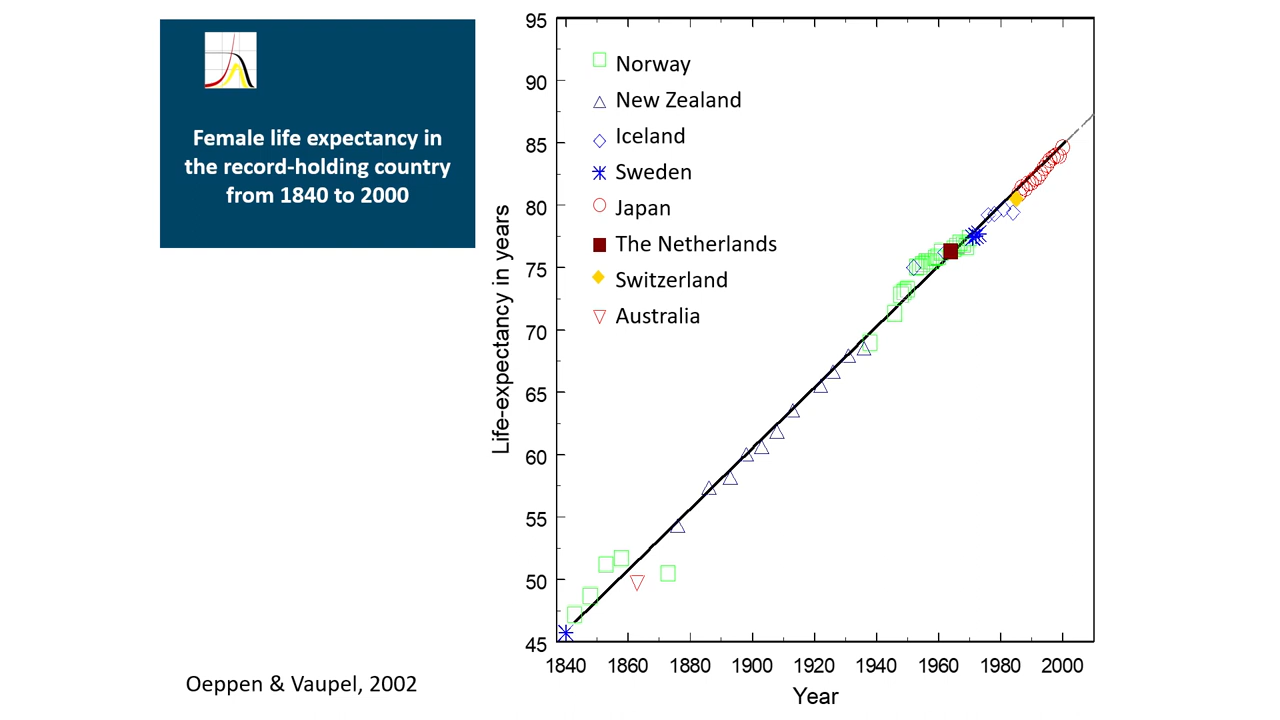 Female life expectancy in
the record-holding country
from 1840 to 2000
Oeppen & Vaupel, 2002
Life-expectancy in years
95
90
85
80
75
70
65
60
55
50
45
Norway
New Zealand
Iceland
Sweden
Japan
The Netherlands
Switzerland
Australia
1840 1860 1880 1900 1920 1940 1960 1980 2000
Year